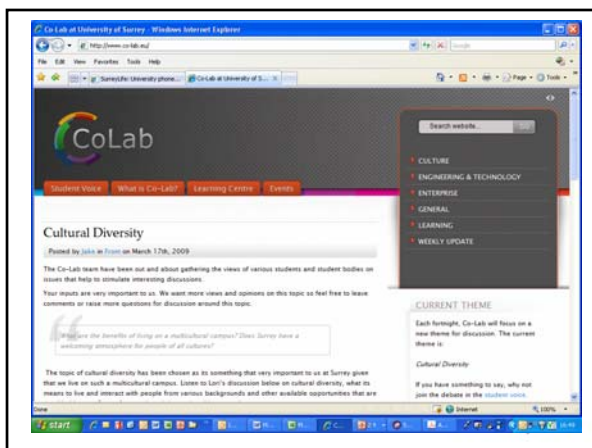 Co-Lab at University of Surrey - Windows Internet Explorer
http://www.co-lab.eu/
Google
File Edit View Favorites Tools Help
SurreyLife: University phone... Co-Lab at University of S...
Page Tools
CoLab
Search website... GO
CULTURE
ENGINEERING & TECHNOLOGY
ENTERPRISE
GENERAL
LEARNING
WEEKLY UPDATE
Student Voice What is Co-Lab? Learning Centre Events
Cultural Diversity
Posted by Jake in Front on March 17th, 2009
The Co-Lab team have been out and about gathering the views of various students and student bodies on
issues that help to stimulate interesting discussions.
Your inputs are very important to us. We want more views and opinions on this topic so feel free to leave
comments or raise more questions for discussion around this topic.
What are the benefits of living on a multicultural campus? Does Surrey have a
welcoming atmosphere for people of all cultures?
The topic of cultural diversity has been chosen as its something that very important to us at Surrey given
that we live on such a multicultural campus. Listen to Lori's discussion below on cultural diversity, what its
means to live and interact with people from various backgrounds and other available opportunities that are
CURRENT THEME
Each fortnight, Co-Lab will focus on a
new theme for discussion. The current
theme is:
Cultural Diversity
If you have something to say, why not
join the debate in the student voice.
Done Internet 100%
start